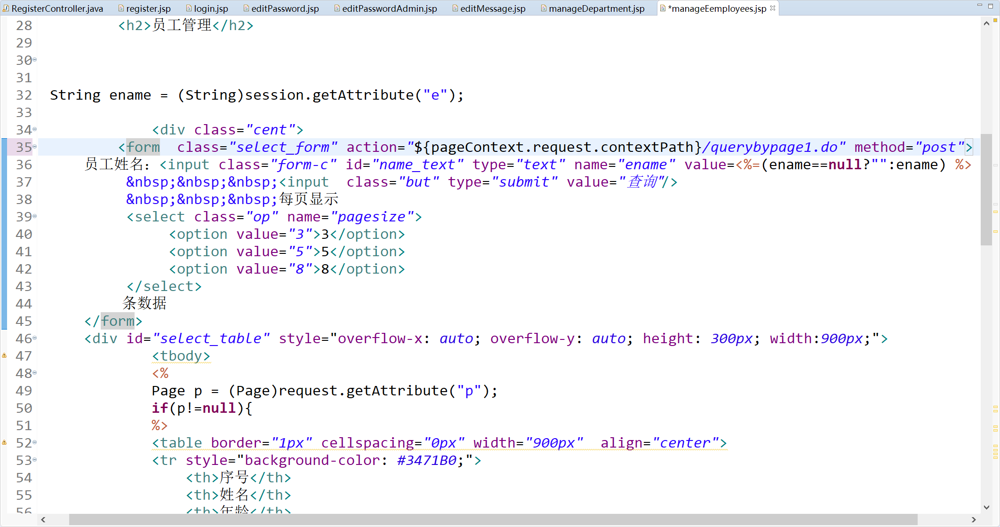 RegisterController.java register.jsp login.jsp editPassword.jsp editPasswordAdmin.jsp editMessage.jsp manageDepartment.jsp *manageEemployees.jsp
28 <h2>员工管理</h2>
29
30
31
32 String ename = (String)session.getAttribute("e");
33
34 <div class="cent">
35 <form  class="select_form" action="${pageContext.request.contextPath}/querybypage1.do" method="post">
36 员工姓名：<input class="form-c" id="name_text" type="text" name="ename" value=<%=(ename==null?"":ename) %>
37 &nbsp;&nbsp;&nbsp;<input  class="but" type="submit" value="查询"/>
38 &nbsp;&nbsp;&nbsp;每页显示
39 <select class="op" name="pagesize">
40 <option value="3">3</option>
41 <option value="5">5</option>
42 <option value="8">8</option>
43 </select>
44 条数据
45 </form>
46 <div id="select_table" style="overflow-x: auto; overflow-y: auto; height: 300px; width:900px;">
47 <tbody>
48 <%
49 Page p = (Page)request.getAttribute("p");
50 if(p!=null){
51 %>
52 <table border="1px" cellspacing="0px" width="900px"  align="center">
53 <tr style="background-color: #3471B0;">
54 <th>序号</th>
55 <th>姓名</th>
56 <th>年龄</th>